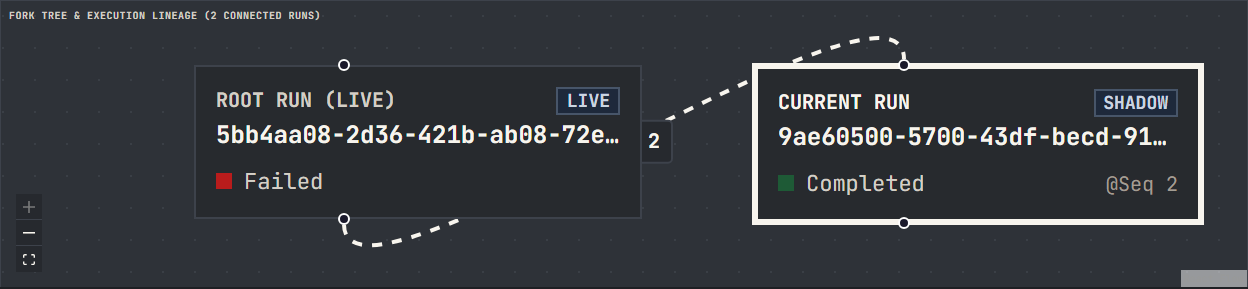 FORK TREE & EXECUTION LINEAGE (2 CONNECTED RUNS)
ROOT RUN (LIVE)
LIVE
5bb4aa08-2d36-421b-ab08-72e…
Failed
2
CURRENT RUN
SHADOW
9ae60500-5700-43df-becd-91…
Completed
@Seq 2